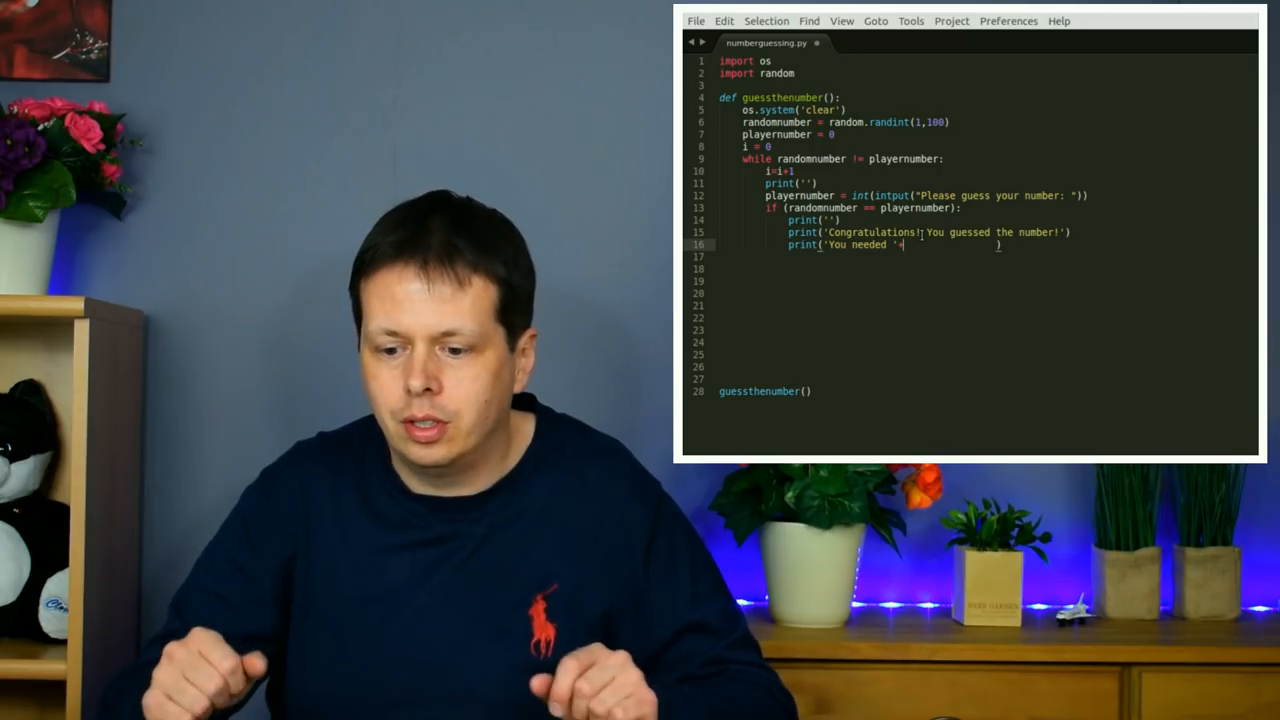 File Edit Selection Find View Goto Tools Project Preferences Help
numberguessing.py
1 import os
2 import random
3
4 def guessthenumber():
5 os.system('clear')
6 randomnumber = random.randint(1,100)
7 playernumber = 0
8 i = 0
9 while randomnumber != playernumber:
10 i=i+1
11 print('')
12 playernumber = int(intput("Please guess your number: "))
13 if (randomnumber == playernumber):
14 print('')
15 print('Congratulations! You guessed the number!')
16 print('You needed '+ )
17
18
19
20
21
22
23
24
25
26
27
28 guessthenumber()
HERB GARDEN